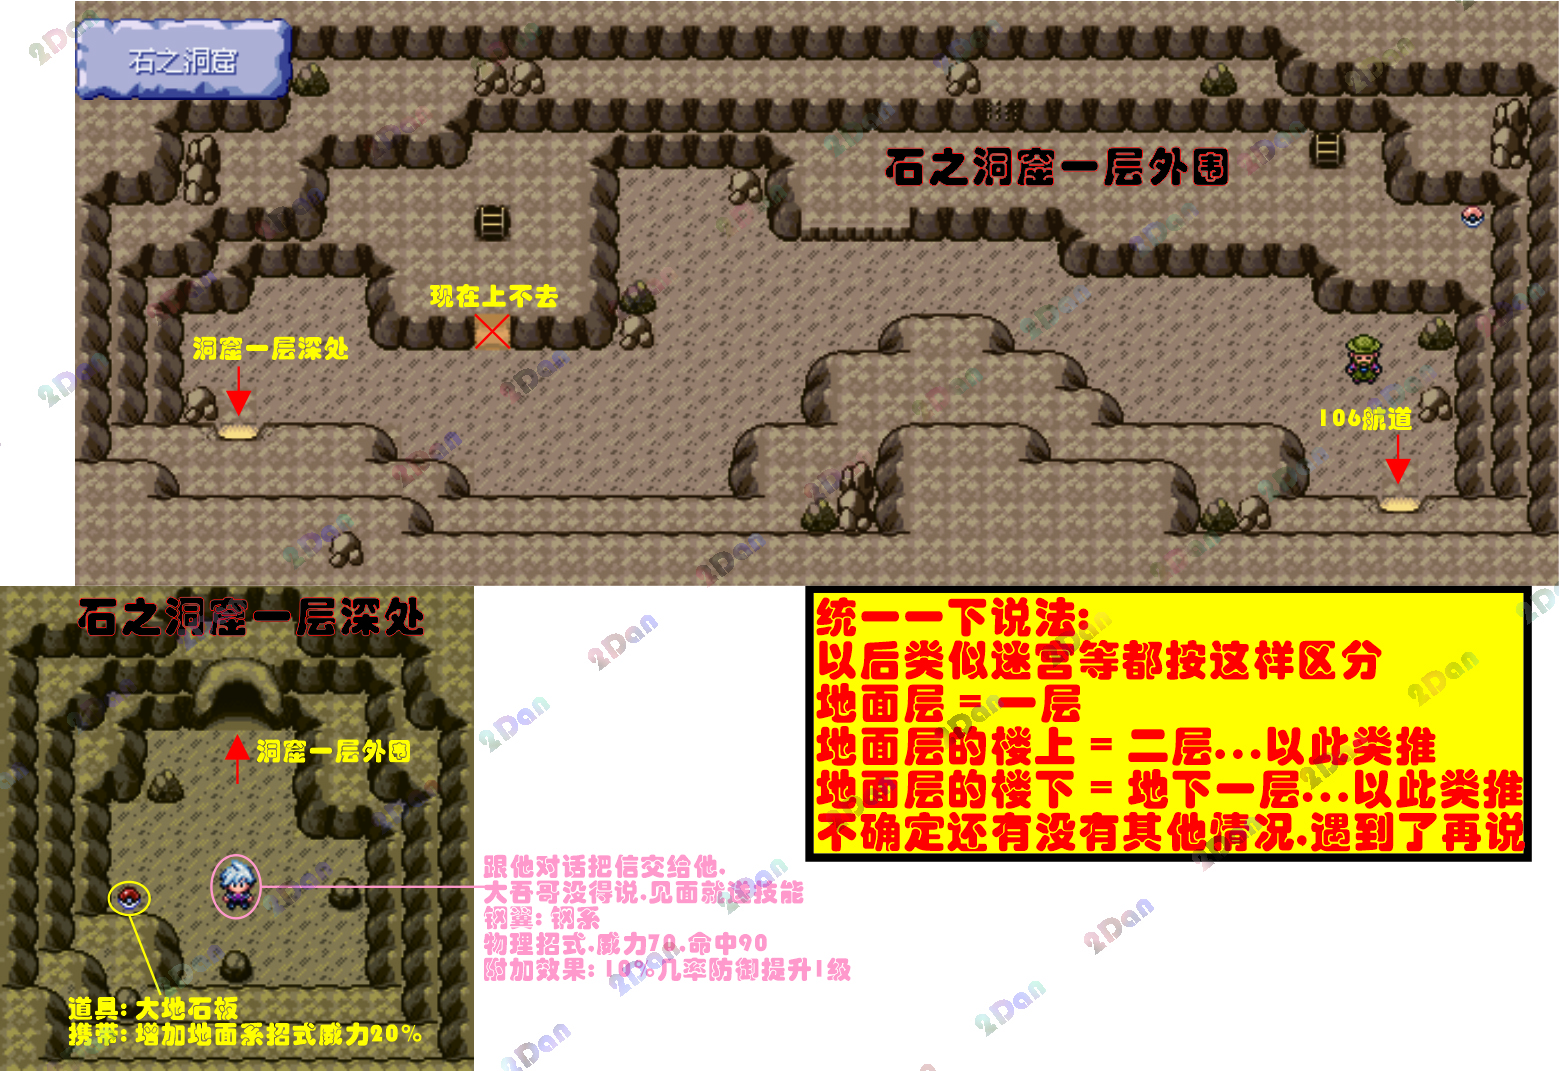 石之洞窟
石之洞窟一层外围
现在上不去
洞窟一层深处
106航道
石之洞窟一层深处
洞窟一层外围
跟他对话把信交给他.
大吾哥没得说.见面就送技能
钢翼: 钢系
物理招式.威力70.命中90
附加效果: 10%几率防御提升1级
道具: 大地石板
携带: 增加地面系招式威力20%
统一一下说法:
以后类似迷宫等都按这样区分
地面层 = 一层
地面层的楼上 = 二层...以此类推
地面层的楼下 = 地下一层...以此类推
不确定还有没有其他情况.遇到了再说
2Dan